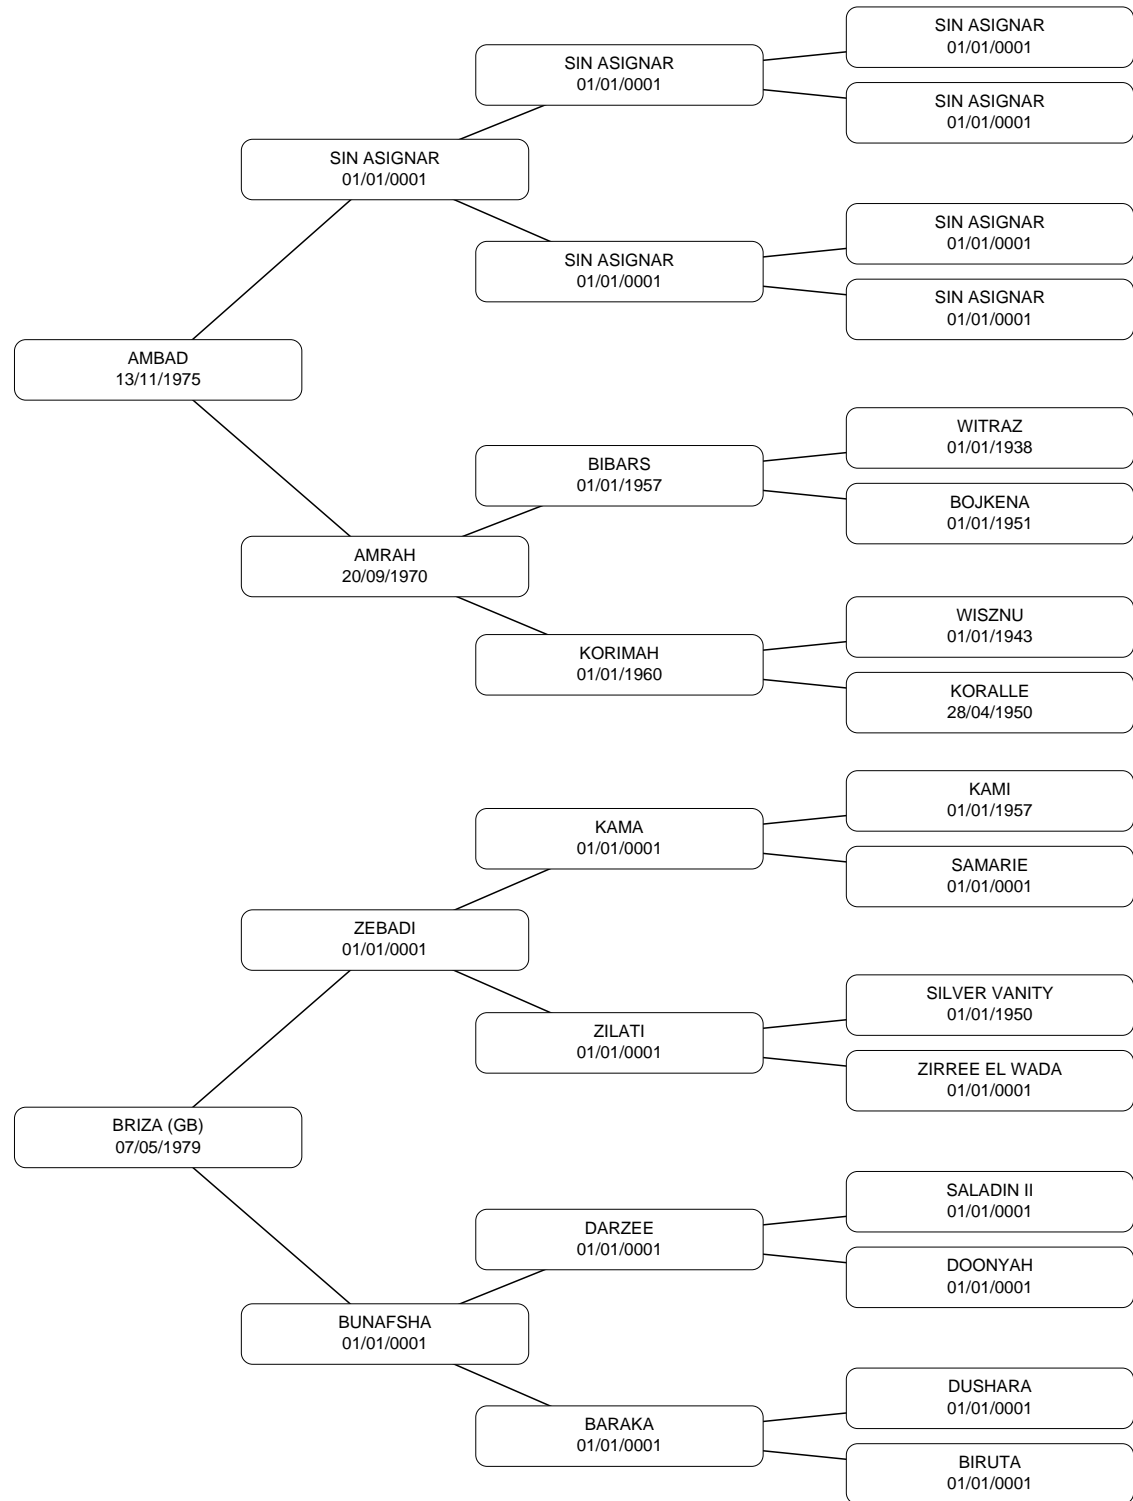 SIN ASIGNAR
01/01/0001
SIN ASIGNAR
01/01/0001
SIN ASIGNAR
01/01/0001
SIN ASIGNAR
01/01/0001
SIN ASIGNAR
01/01/0001
SIN ASIGNAR
01/01/0001
SIN ASIGNAR
01/01/0001
AMBAD
13/11/1975
WITRAZ
01/01/1938
BIBARS
01/01/1957
BOJKENA
01/01/1951
AMRAH
20/09/1970
WISZNU
01/01/1943
KORIMAH
01/01/1960
KORALLE
28/04/1950
KAMI
01/01/1957
KAMA
01/01/0001
SAMARIE
01/01/0001
ZEBADI
01/01/0001
SILVER VANITY
01/01/1950
ZILATI
01/01/0001
ZIRREE EL WADA
01/01/0001
BRIZA (GB)
07/05/1979
SALADIN II
01/01/0001
DARZEE
01/01/0001
DOONYAH
01/01/0001
BUNAFSHA
01/01/0001
DUSHARA
01/01/0001
BARAKA
01/01/0001
BIRUTA
01/01/0001